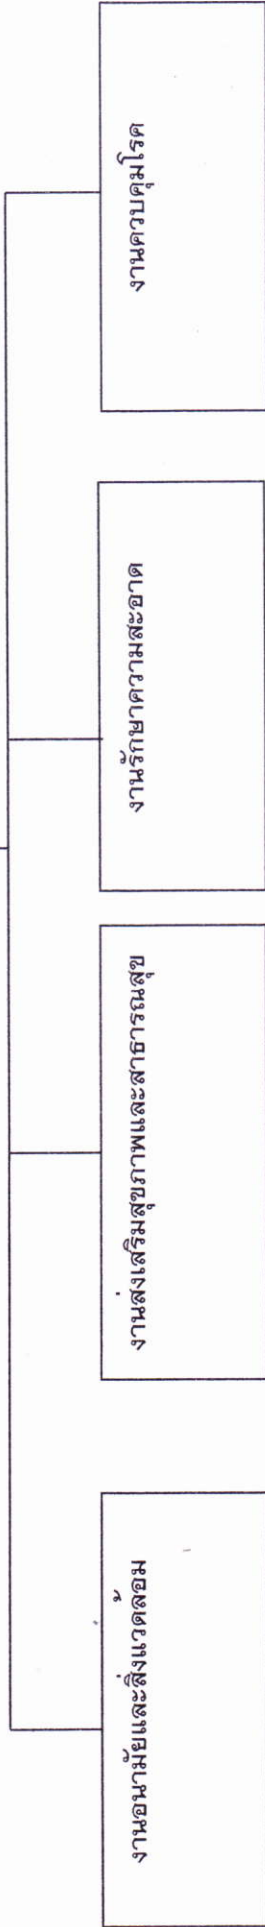 งานอนามัยและสิ่งแวดล้อม
งานส่งเสริมสุขภาพและสาธารณสุข
งานรักษาความสะอาด
งานควบคุมโรค